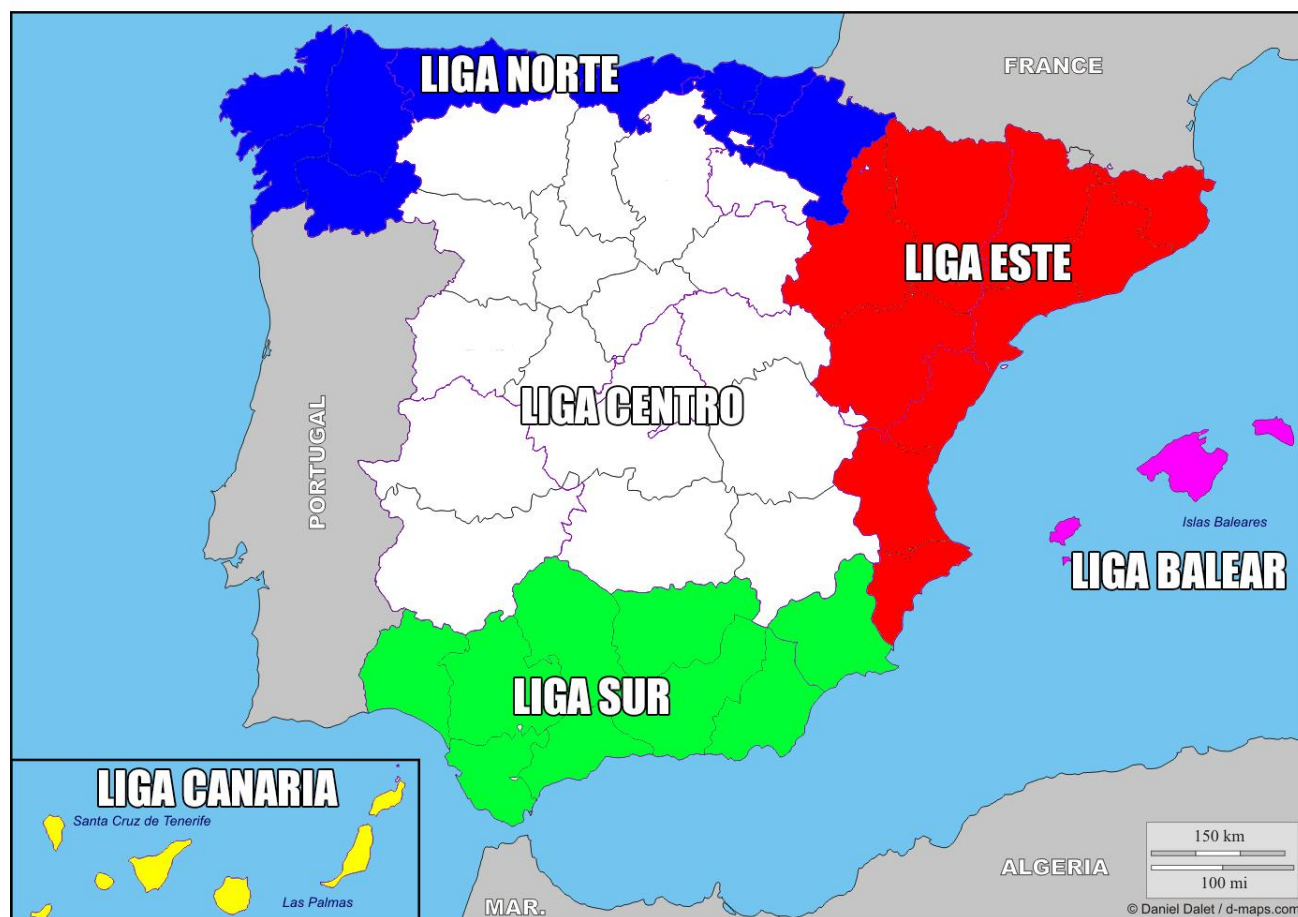 LIGA NORTE
FRANCE
LIGA ESTE
LIGA CENTRO
PORTUGAL
Islas Baleares
LIGA BALEAR
LIGA SUR
LIGA CANARIA
Santa Cruz de Tenerife
Las Palmas
MAR.
ALGERIA
150 km
100 mi
© Daniel Dalet / d-maps.com